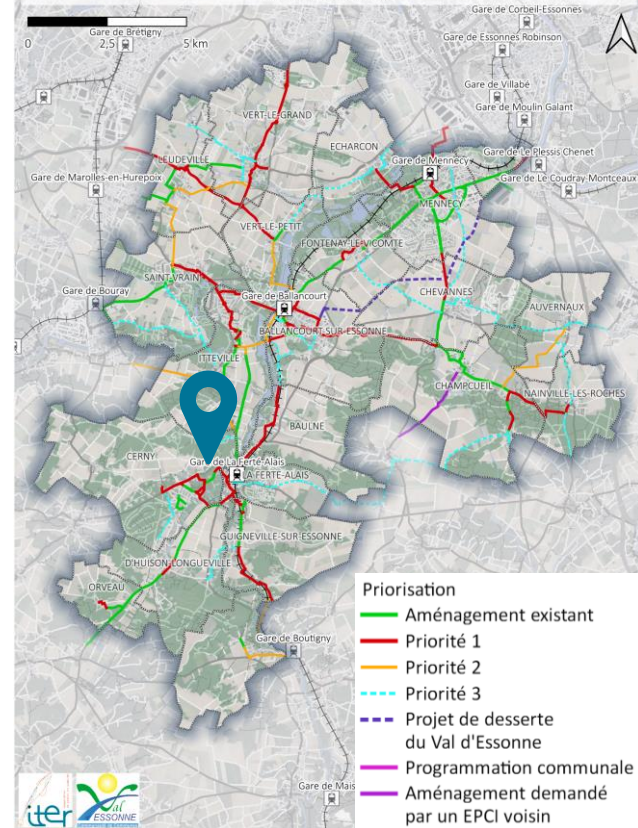 Gare de Corbeil-Essonnes
Gare de Brétigny
Gare de Essonnes Robinson
0 2,5 5 km
Gare de Villabé
Gare de Moulin Galant
VERT-LE-GRAND
ECHARCON
Gare de Le Plessis Chenet
LEUDEVILLE
Gare de Mennecy
Gare de Marolles-en-Hurepoix
Gare de Le Coudray-Montceaux
MENNECY
VERT-LE-PETIT
FONTENAY-LE-VICOMTE
SAINT-VRAIN
CHEVANNES
Gare de Bouray
Gare de Ballancourt
AUVERNAUX
BALLANCOURT-SUR-ESSONNE
ITTEVILLE
CHAMPCUEIL
NAINVILLE-LES-ROCHES
BAULNE
CERNY
Gare de La Ferté-Alais
LA FERTE-ALAIS
GUIGNEVILLE-SUR-ESSONNE
D'HUISON-LONGUEVILLE
ORVEAU
Gare de Boutigny
Priorisation
Aménagement existant
Priorité 1
Priorité 2
Priorité 3
Projet de desserte
du Val d'Essonne
Programmation communale
Aménagement demandé
par un EPCI voisin
Gare de Mais
iter
Val
ESSONNE